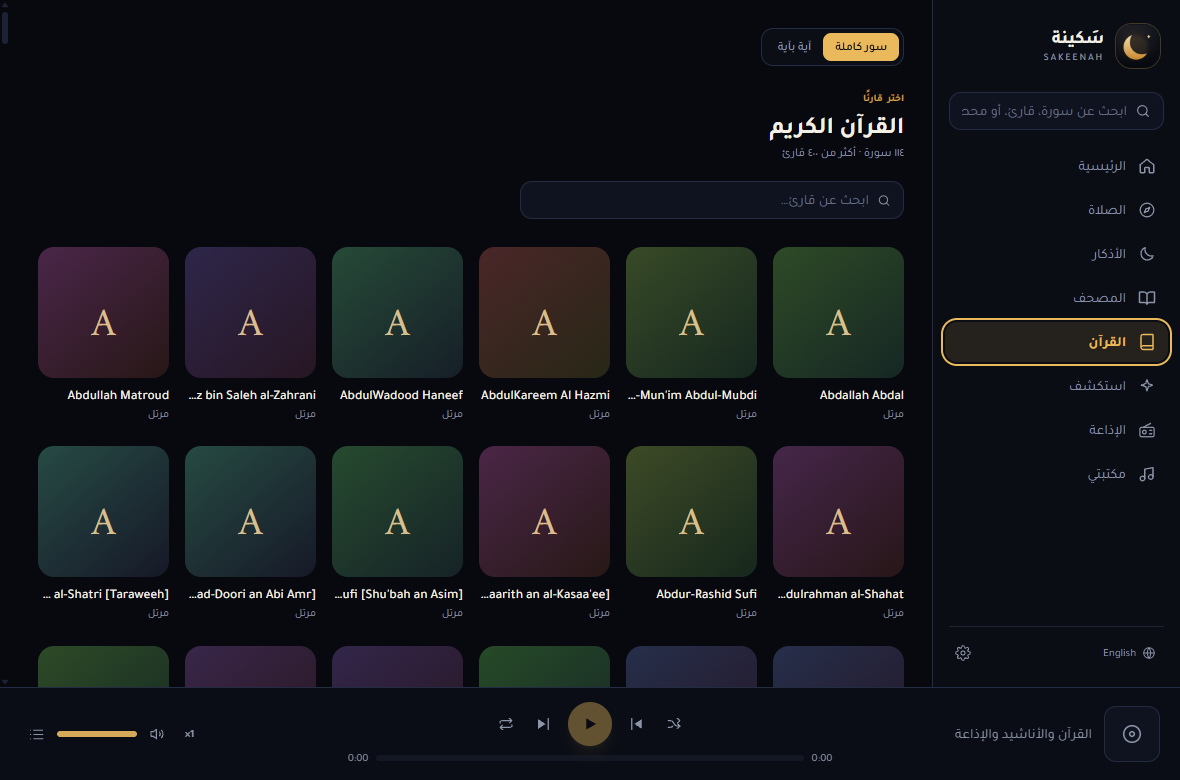 سَكينة
SAKEENAH
ابحث عن سورة، قارئ، أو محد
الرئيسية
الصلاة
الأذكار
المصحف
القرآن
استكشف
الإذاعة
مكتبتي
English
سور كاملة
آية بآية
اختر قارئًا
القرآن الكريم
١١٤ سورة · أكثر من ٤٠٠ قارئ
ابحث عن قارئ...
A
Abdallah Abdal
مرتل
A
...-Mun'im Abdul-Mubdi
مرتل
A
AbdulKareem Al Hazmi
مرتل
A
AbdulWadood Haneef
مرتل
A
...z bin Saleh al-Zahrani
مرتل
A
Abdullah Matroud
مرتل
A
...dulrahman al-Shahat
مرتل
A
Abdur-Rashid Sufi
مرتل
A
...aarith an al-Kasaa'ee]
مرتل
A
...ufi [Shu'bah an Asim]
مرتل
A
...ad-Doori an Abi Amr]
مرتل
A
... al-Shatri [Taraweeh]
مرتل
القرآن والأناشيد والإذاعة
0:00
0:00
x1